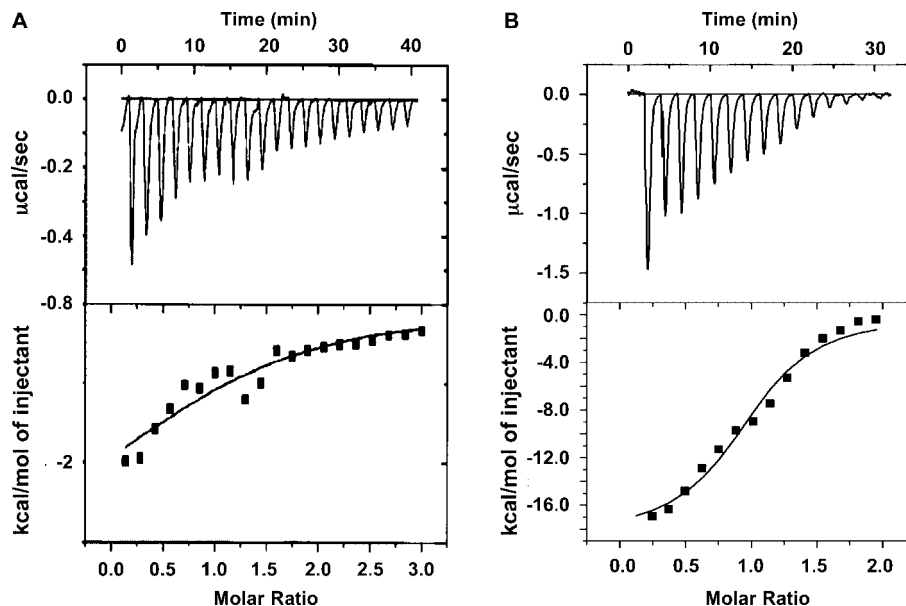 A
Time (min)
0 10 20 30 40
0.0
-0.2
-0.4
-0.6
-0.8
µcal/sec
-2
kcal/mol of injectant
0.0 0.5 1.0 1.5 2.0 2.5 3.0
Molar Ratio
B
Time (min)
0 10 20 30
0.0
-0.5
-1.0
-1.5
µcal/sec
0.0
-4.0
-8.0
-12.0
-16.0
kcal/mol of injectant
0.0 0.5 1.0 1.5 2.0
Molar Ratio